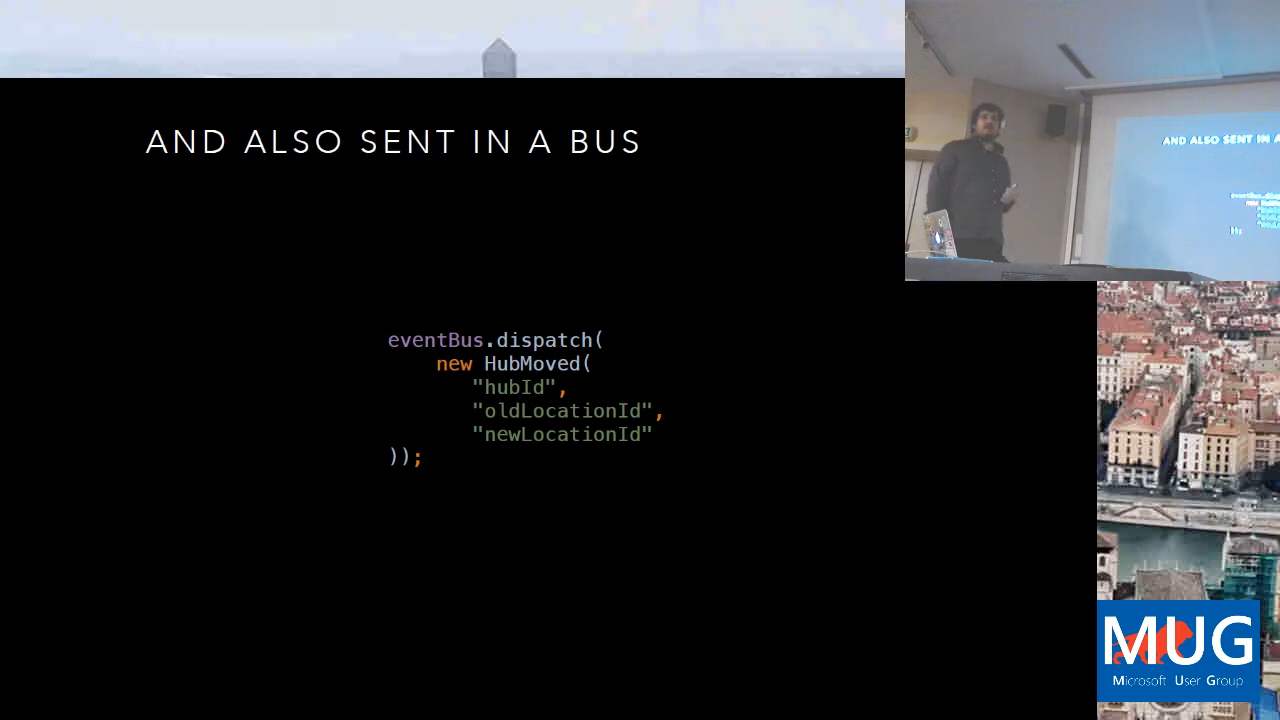 AND ALSO SENT IN A BUS
eventBus.dispatch(
new HubMoved(
"hubId",
"oldLocationId",
"newLocationId"
));
AND ALSO SENT IN A
MUG
Microsoft User Group